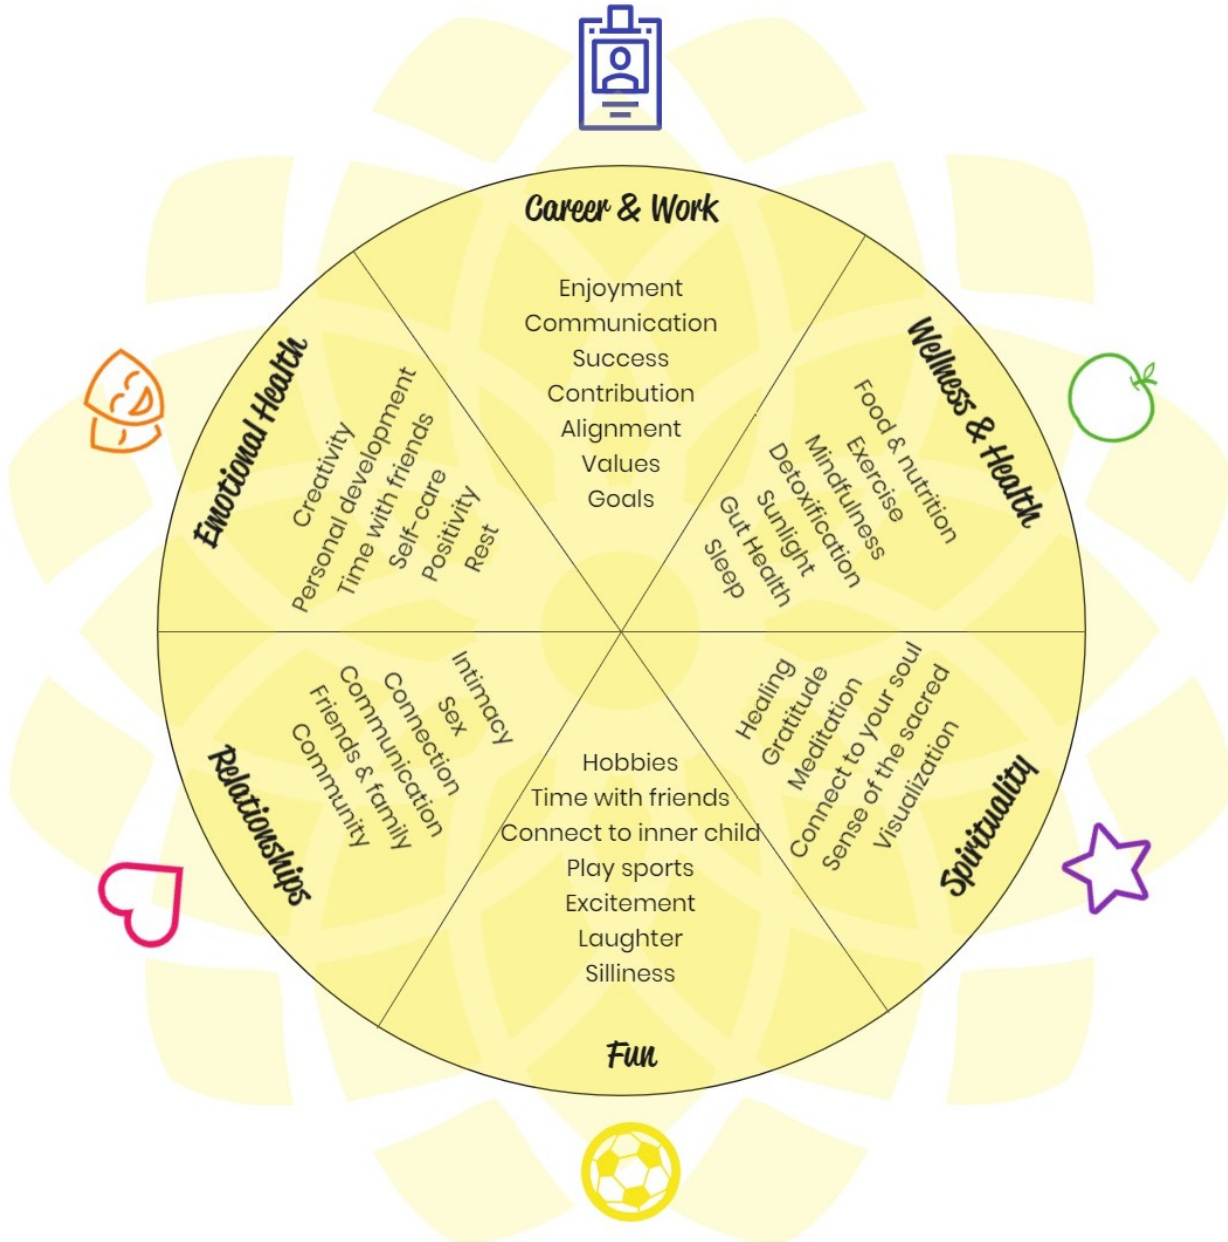 Career & Work
Enjoyment
Communication
Success
Contribution
Alignment
Values
Goals
Wellness & Health
Food & nutrition
Exercise
Mindfulness
Detoxification
Sunlight
Gut Health
Sleep
Spirituality
Healing
Gratitude
Meditation
Connect to your soul
Sense of the sacred
Visualization
Hobbies
Time with friends
Connect to inner child
Play sports
Excitement
Laughter
Silliness
Fun
Relationships
Intimacy
Sex
Connection
Communication
Friends & family
Community
Emotional Health
Creativity
Personal development
Time with friends
Self-care
Positivity
Rest